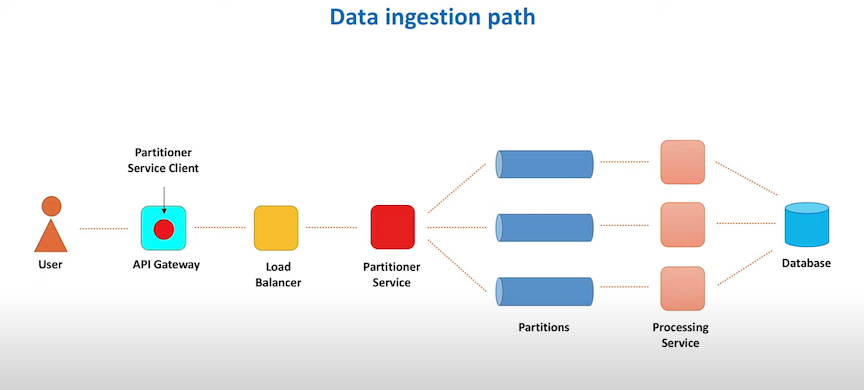 Data ingestion path
Partitioner
Service Client
User
API Gateway
Load
Balancer
Partitioner
Service
Partitions
Processing
Service
Database